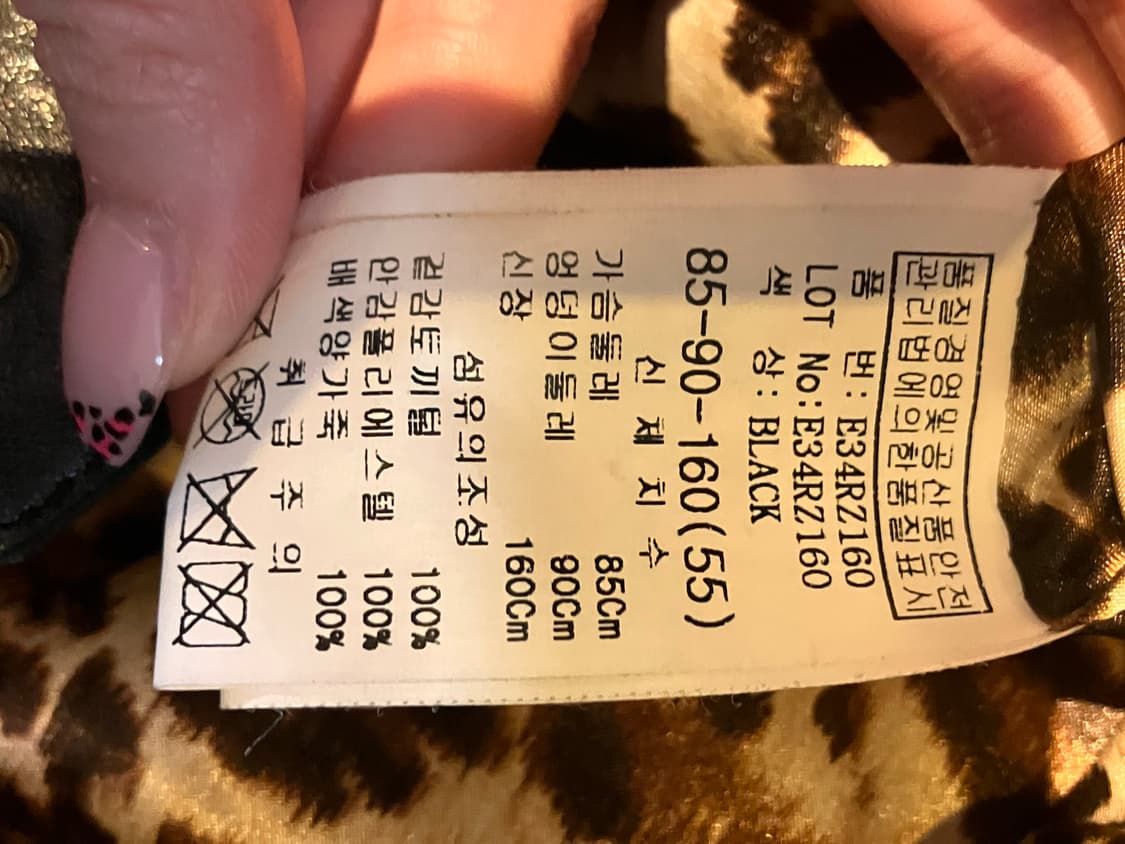 품질경영및공산품안전
관리법에의한품질표시
품 번: E34RZ160
LOT No:E34RZ160
색 상: BLACK
85-90-160(55)
신 체 치 수
가슴둘레 85Cm
엉덩이둘레 90Cm
신장 160Cm
섬유의조성
겉감토끼털 100%
안감폴리에스텔 100%
배색양가죽 100%
취 급 주 의
드라이